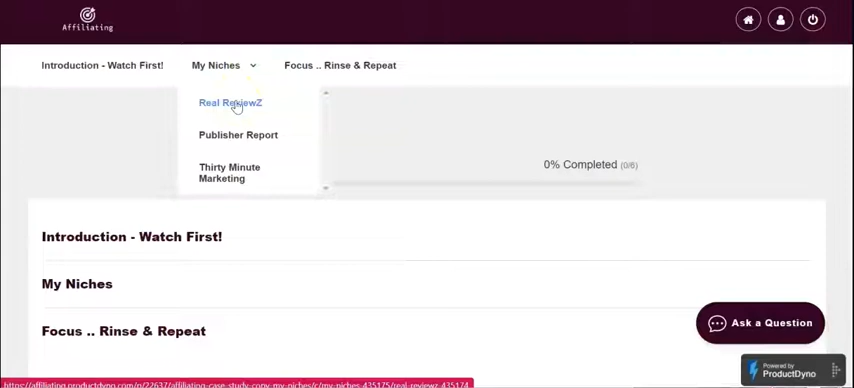 Affiliating
Introduction - Watch First!
My Niches
Focus .. Rinse & Repeat
Real ReviewZ
Publisher Report
Thirty Minute
Marketing
0% Completed (0/6)
Introduction - Watch First!
My Niches
Focus .. Rinse & Repeat
Ask a Question
Powered by
ProductDyno
https://affiliating.productdyno.com/p/22637/affiliating-case-study-copy-my-niches/c/my-niches-435175/real-reviewz-435174